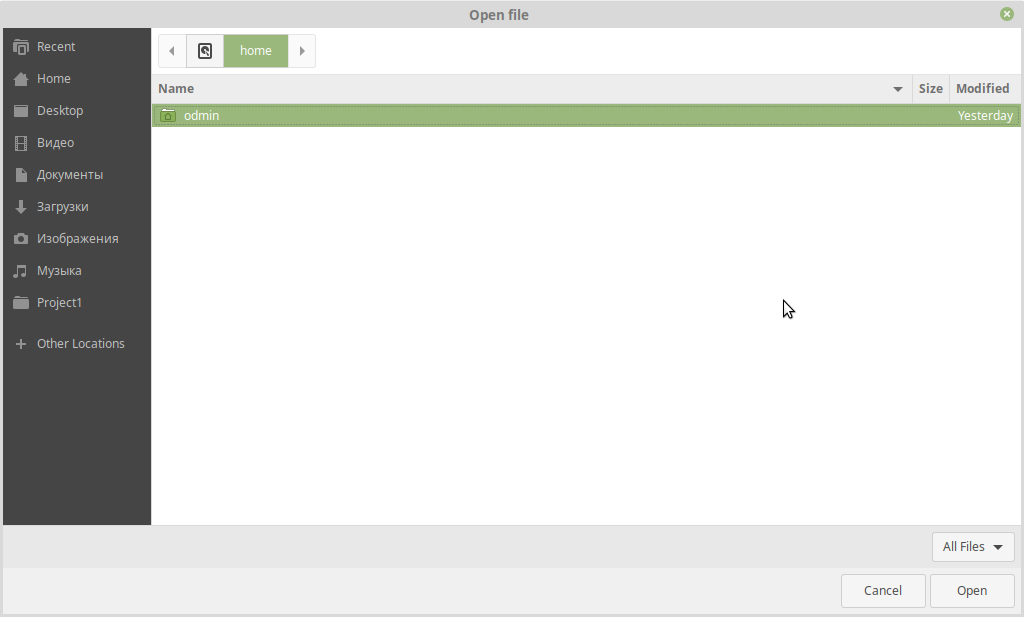 Open file
Recent
Home
Desktop
Видео
Документы
Загрузки
Изображения
Музыка
Project1
Other Locations
home
Name Size Modified
odmin Yesterday
All Files
Cancel Open